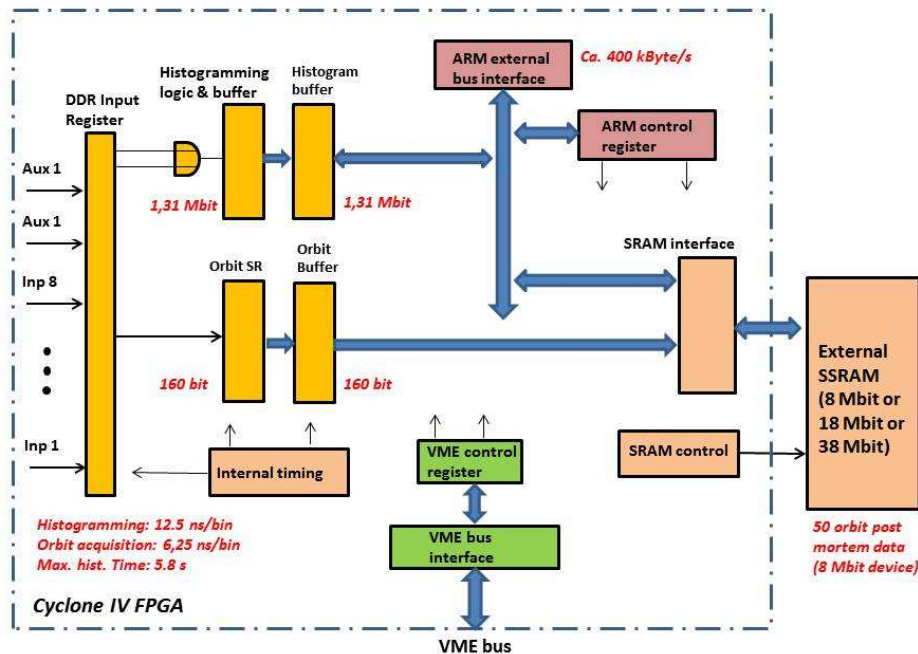 ARM external
bus interface
Ca. 400 kByte/s
Histogramming
logic & buffer
Histogram
buffer
DDR Input
Register
ARM control
register
Aux 1
1,31 Mbit
1,31 Mbit
Aux 1
SRAM interface
Orbit SR
Orbit
Buffer
Inp 8
External
SSRAM
(8 Mbit or
18 Mbit or
38 Mbit)
160 bit
160 bit
Inp 1
Internal timing
VME control
register
SRAM control
Histogramming: 12.5 ns/bin
Orbit acquisition: 6,25 ns/bin
Max. hist. Time: 5.8 s
VME bus
interface
50 orbit post
mortem data
(8 Mbit device)
Cyclone IV FPGA
VME bus